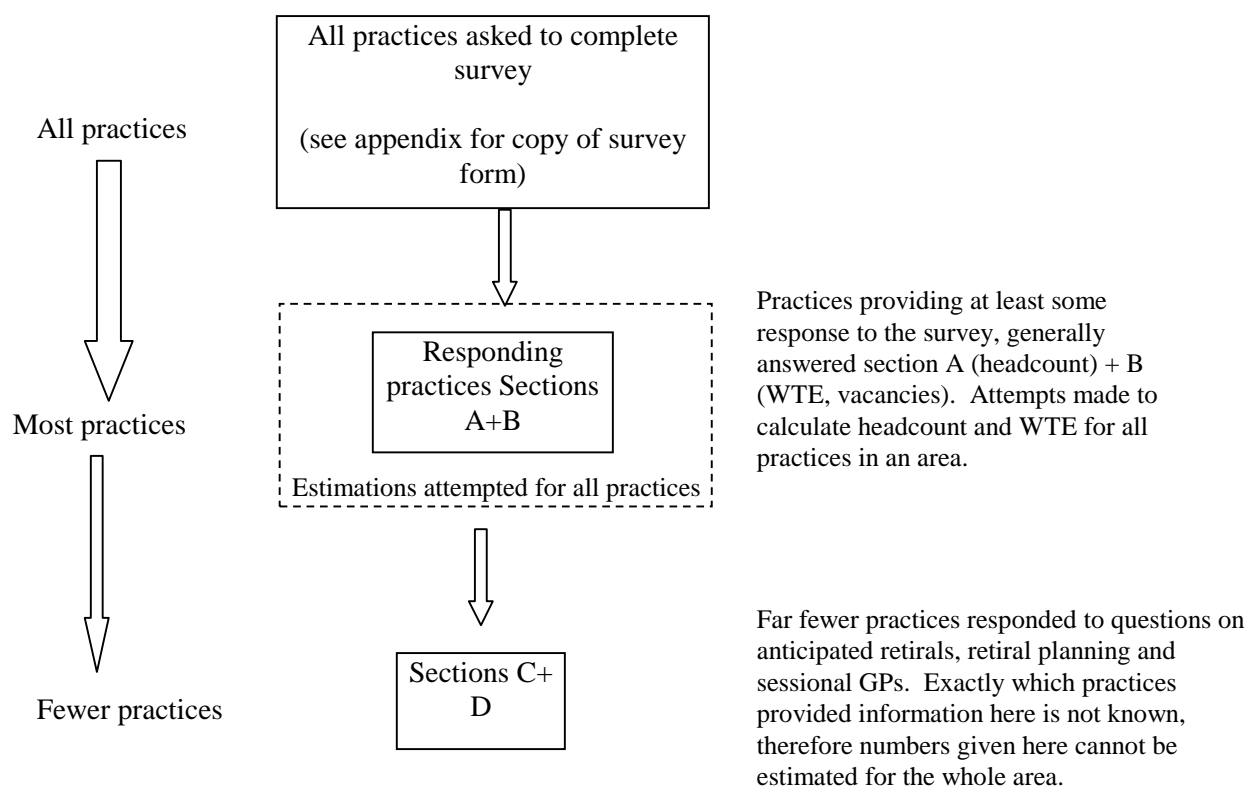 All practices asked to complete
survey
(see appendix for copy of survey
form)
All practices
Responding
practices Sections
A+B
Estimations attempted for all practices
Most practices
Practices providing at least some
response to the survey, generally
answered section A (headcount) + B
(WTE, vacancies).  Attempts made to
calculate headcount and WTE for all
practices in an area.
Sections C+
D
Fewer practices
Far fewer practices responded to questions on
anticipated retirals, retiral planning and
sessional GPs.  Exactly which practices
provided information here is not known,
therefore numbers given here cannot be
estimated for the whole area.